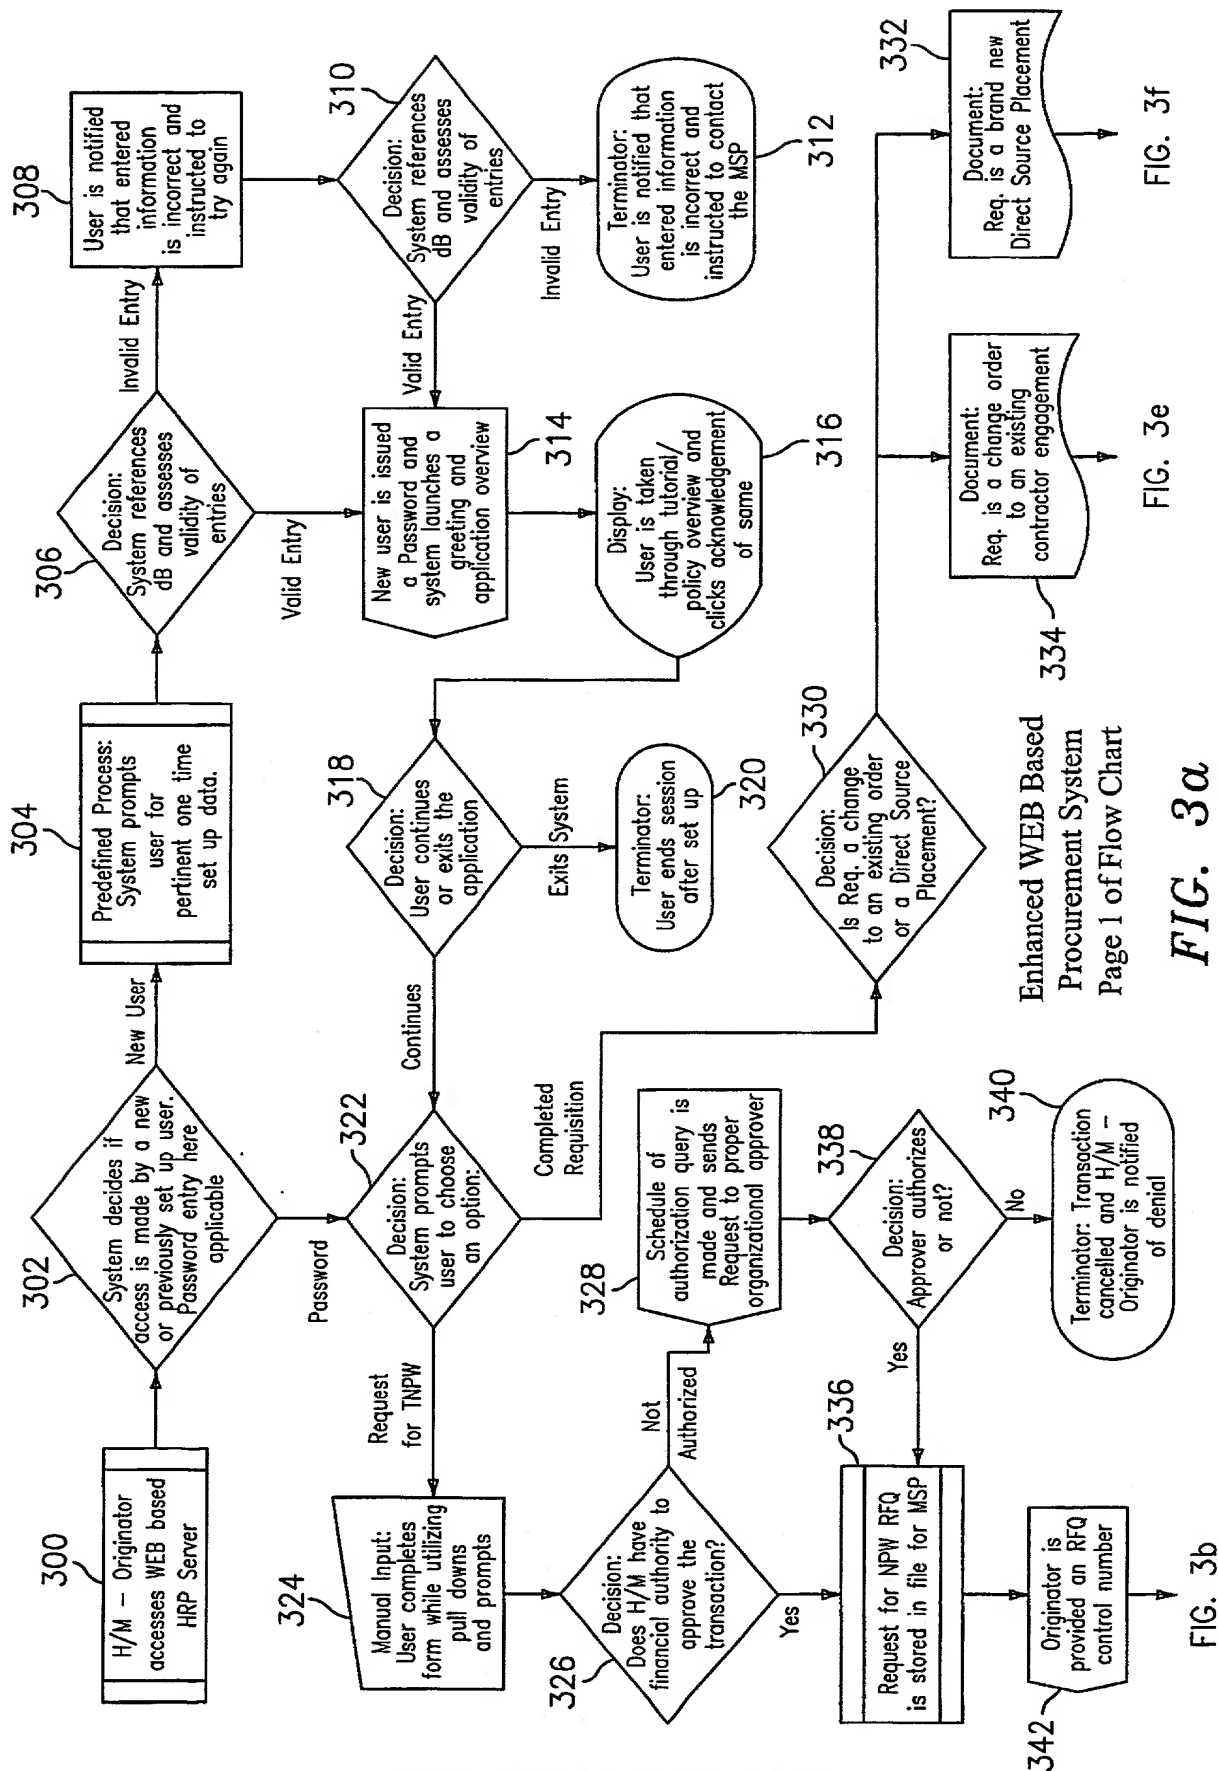 300
H/M – Originator
accesses WEB based
HRP Server
302
System decides if
access is made by a new
or previously set up user.
Password entry here
applicable
New User
Password
304
Predefined Process:
System prompts
user for
pertinent one time
set up data.
306
Decision:
System references
dB and assesses
validity of
entries
Invalid Entry
Valid Entry
308
User is notified
that entered
information
is incorrect and
instructed to
try again
310
Decision:
System references
dB and assesses
validity of
entries
Valid Entry
Invalid Entry
Terminator:
User is notified that
entered information
is incorrect and
instructed to contact
the MSP
312
New user is issued
a Password and
system launches a
greeting and
application overview
314
Display:
User is taken
through tutorial/
policy overview and
clicks acknowledgement
of same
316
318
Decision:
User continues
or exits the
application
Continues
Exits System
Terminator:
User ends session
after set up
320
322
Decision:
System prompts
user to choose
an option:
Request
for TNPW
Completed
Requisition
324
Manual Input:
User completes
form while utilizing
pull downs
and prompts
326
Decision:
Does H/M have
financial authority to
approve the
transaction?
Not
Authorized
Yes
328
Schedule of
authorization query is
made and sends
Request to proper
organizational approver
338
Decision:
Approver authorizes
or not?
Yes
No
340
Terminator: Transaction
cancelled and H/M –
Originator is notified
of denial
336
Request for NPW RFQ
is stored in file for MSP
342
Originator is
provided an RFQ
control number
FIG. 3b
330
Decision:
Is Req. a change
to an existing order
or a Direct Source
Placement?
334
Document:
Req. is a change order
to an existing
contractor engagement
FIG. 3e
332
Document:
Req. is a brand new
Direct Source Placement
FIG. 3f
Enhanced WEB Based
Procurement System
Page 1 of Flow Chart
FIG. 3a